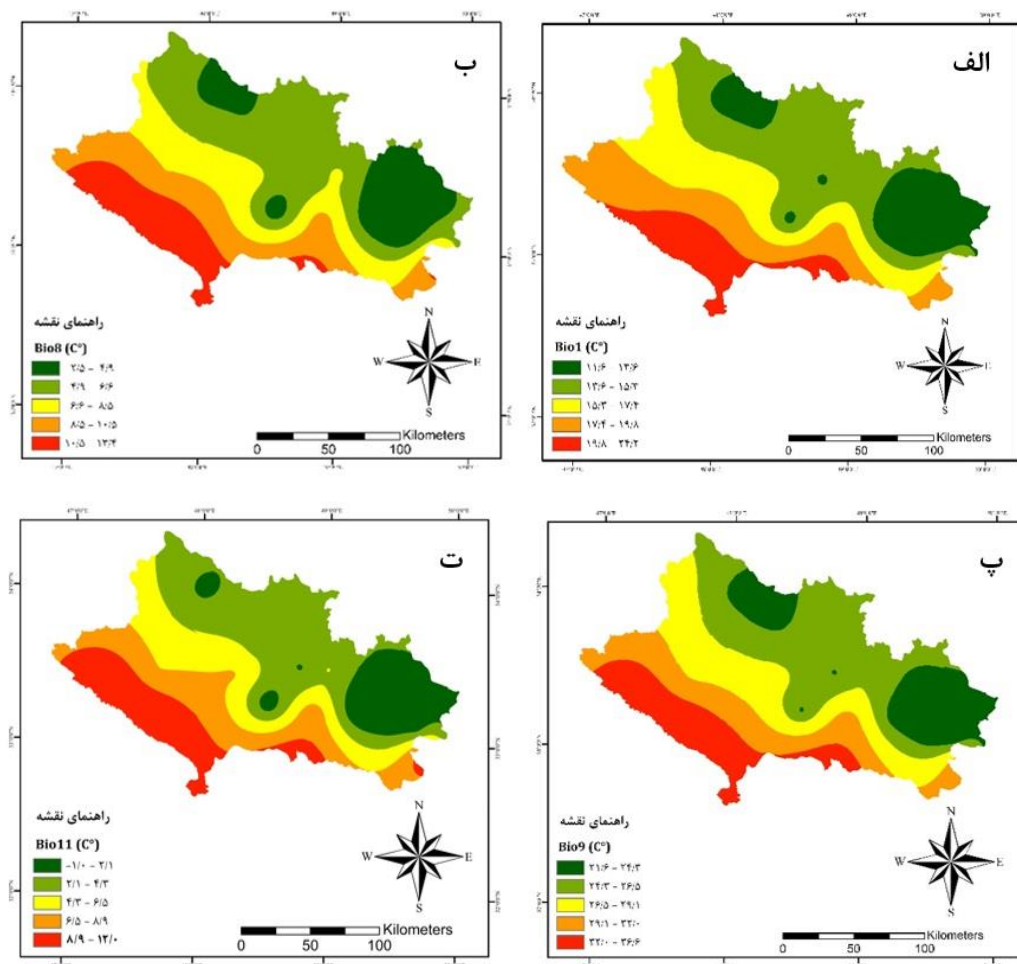 الف
N
W E
S
راهنمای نقشه
Bio1 (C°)
۱۱/۶ - ۱۳/۶
۱۳/۶ - ۱۵/۳
۱۵/۳ - ۱۷/۴
۱۷/۴ - ۱۹/۸
۱۹/۸ - ۲۴/۲
Kilometers
0 50 100
ب
N
W E
S
راهنمای نقشه
Bio8 (C°)
۲/۵ - ۴/۹
۴/۹ - ۶/۶
۶/۶ - ۸/۵
۸/۵ - ۱۰/۵
۱۰/۵ - ۱۳/۴
Kilometers
0 50 100
پ
N
W E
S
راهنمای نقشه
Bio9 (C°)
۲۱/۶ - ۲۴/۳
۲۴/۳ - ۲۶/۵
۲۶/۵ - ۲۹/۱
۲۹/۱ - ۳۲/۰
۳۲/۰ - ۳۶/۶
Kilometers
0 50 100
ت
N
W E
S
راهنمای نقشه
Bio11 (C°)
-۱/۰ - ۲/۱
۲/۱ - ۴/۳
۴/۳ - ۶/۵
۶/۵ - ۸/۹
۸/۹ - ۱۲/۰
Kilometers
0 50 100